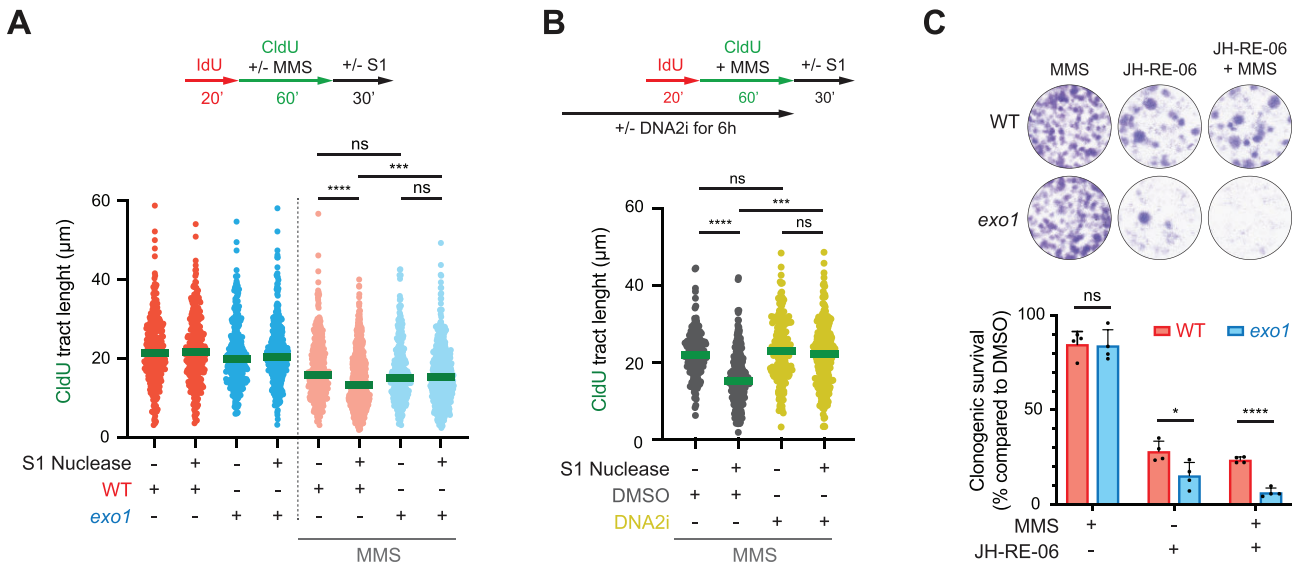 A
IdU
CldU
+/- MMS
+/- S1
20’
60’
30’
ns
***
****
ns
CldU tract lenght (µm)
60
40
20
0
S1 Nuclease - + - + - + - +
WT + + - - + + - -
exo1 - - + + - - + +
MMS
B
IdU
CldU
+ MMS
+/- S1
20’
60’
30’
+/- DNA2i for 6h
ns
***
****
ns
CldU tract lenght (µm)
60
40
20
0
S1 Nuclease - + - +
DMSO + + - -
DNA2i - - + +
MMS
C
MMS
JH-RE-06
JH-RE-06
+ MMS
WT
exo1
ns
WT
exo1
*
****
Clonogenic survival
(% compared to DMSO)
100
50
0
MMS + - +
JH-RE-06 - + +